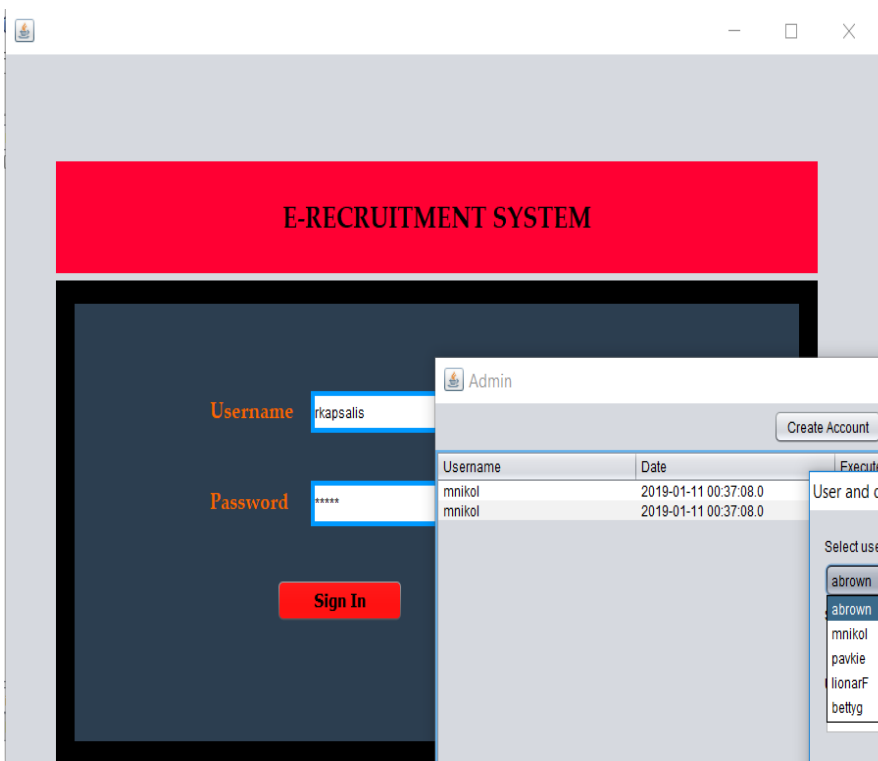 E-RECRUITMENT SYSTEM
Username
rkapsalis
Password
*****
Sign In
Admin
Create Account
Username Date Execute
mnikol 2019-01-11 00:37:08.0
mnikol 2019-01-11 00:37:08.0
User and d
Select use
abrown
abrown
mnikol
pavkie
lionarF
bettyg